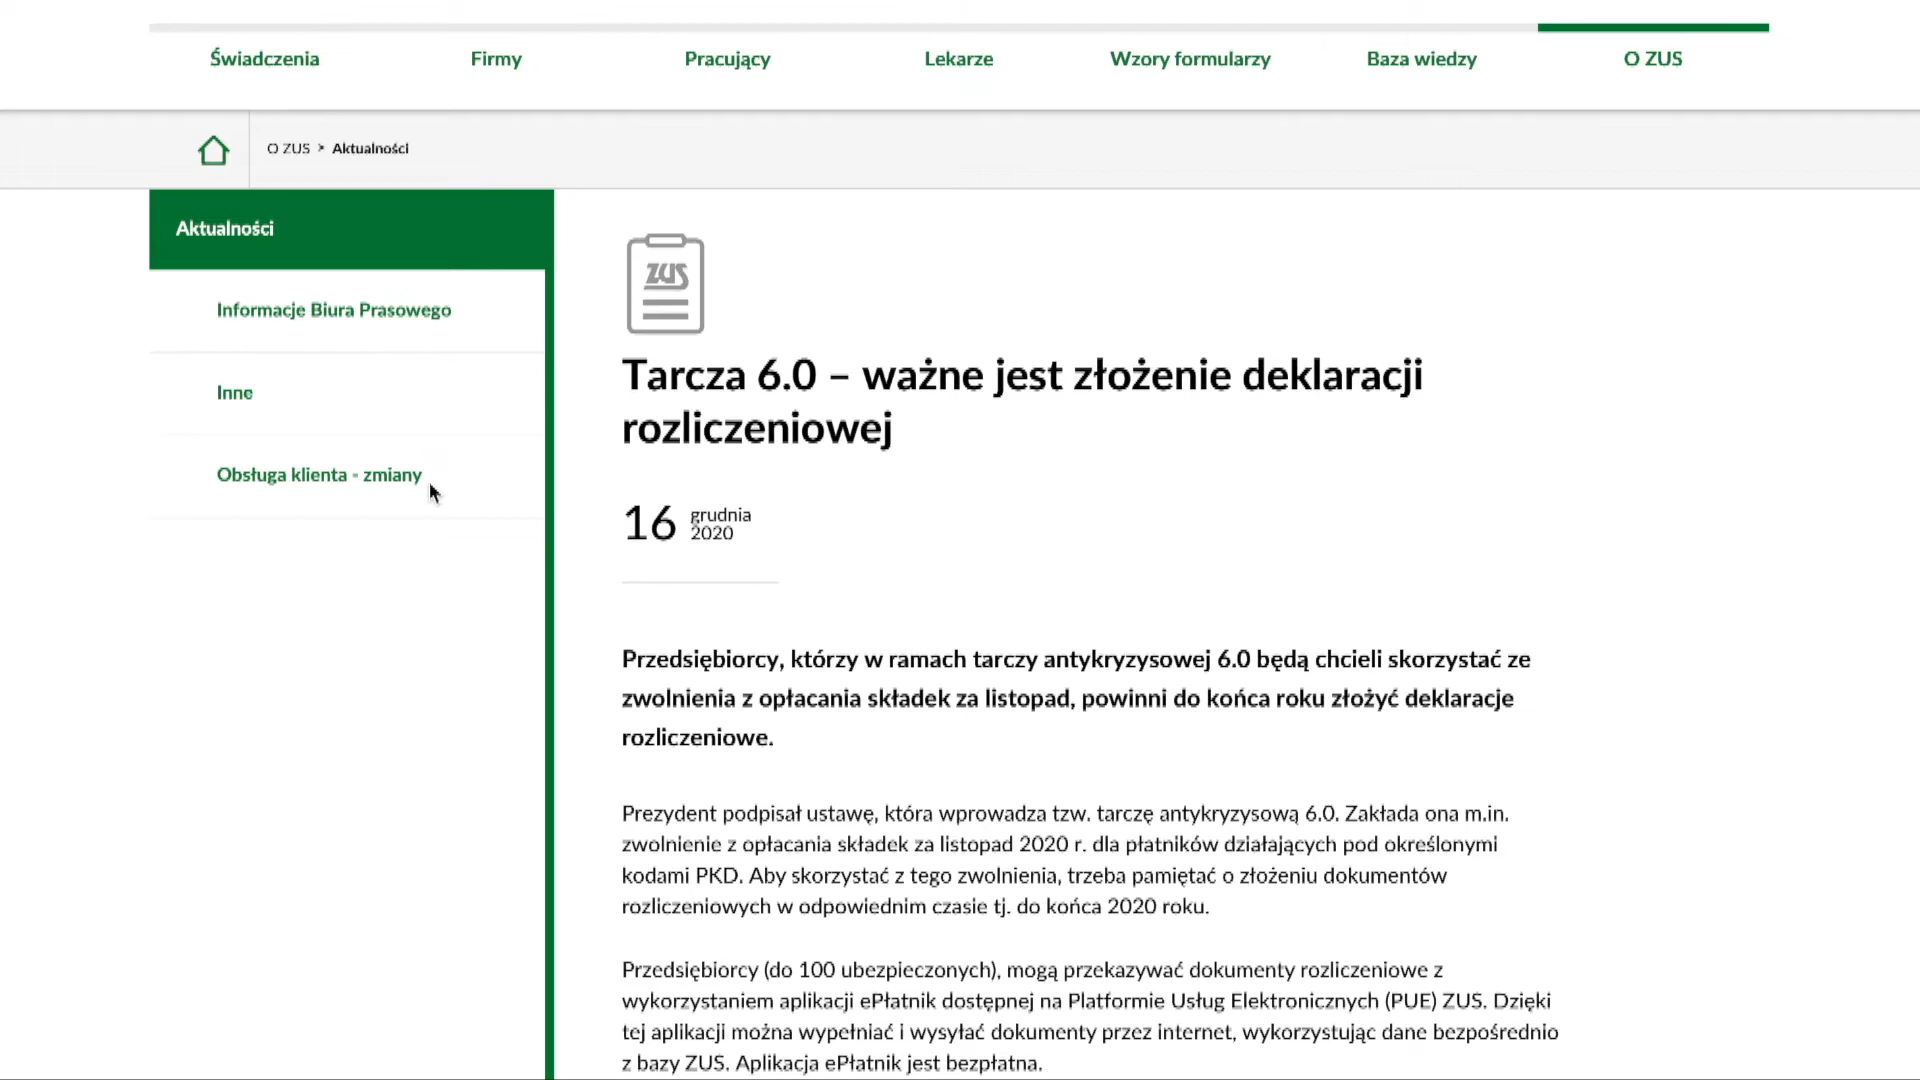 Świadczenia
Firmy
Pracujący
Lekarze
Wzory formularzy
Baza wiedzy
O ZUS
O ZUS > Aktualności
Aktualności
Informacje Biura Prasowego
Inne
Obsługa klienta - zmiany
ZUS
Tarcza 6.0 – ważne jest złożenie deklaracji
rozliczeniowej
16 grudnia
2020
Przedsiębiorcy, którzy w ramach tarczy antykryzysowej 6.0 będą chcieli skorzystać ze
zwolnienia z opłacania składek za listopad, powinni do końca roku złożyć deklaracje
rozliczeniowe.
Prezydent podpisał ustawę, która wprowadza tzw. tarczę antykryzysową 6.0. Zakłada ona m.in.
zwolnienie z opłacania składek za listopad 2020 r. dla płatników działających pod określonymi
kodami PKD. Aby skorzystać z tego zwolnienia, trzeba pamiętać o złożeniu dokumentów
rozliczeniowych w odpowiednim czasie tj. do końca 2020 roku.
Przedsiębiorcy (do 100 ubezpieczonych), mogą przekazywać dokumenty rozliczeniowe z
wykorzystaniem aplikacji ePłatnik dostępnej na Platformie Usług Elektronicznych (PUE) ZUS. Dzięki
tej aplikacji można wypełniać i wysyłać dokumenty przez internet, wykorzystując dane bezpośrednio
z bazy ZUS. Aplikacja ePłatnik jest bezpłatna.